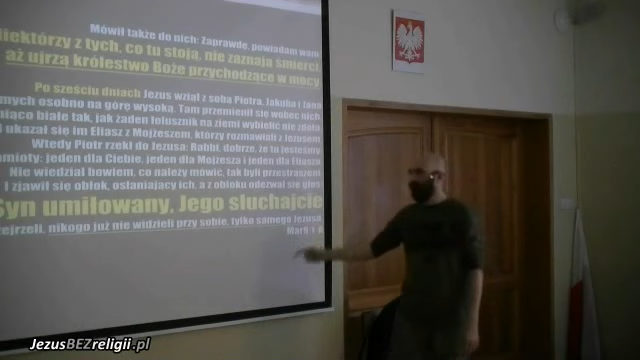 Mówił także do nich: Zaprawdę, powiadam wam
Niektórzy z tych, co tu stoją, nie zaznają śmierci
aż ujrzą królestwo Boże przychodzące w mocy
Po sześciu dniach Jezus wziął z sobą Piotra, Jakuba i Jana
osobno na górę wysoką. Tam przemienił się wobec nich
białe tak, jak żaden folusznik na ziemi wybielić nie zdoła
I ukazał się im Eliasz z Mojżeszem, którzy rozmawiali z Jezusem
Wtedy Piotr rzekł do Jezusa: Rabbi, dobrze, że tu jesteśmy
jeden dla Ciebie, jeden dla Mojżesza i jeden dla Eliasza
Nie wiedział bowiem, co należy mówić, tak byli przestraszeni
I zjawił się obłok, osłaniający ich, a z obłoku odezwał się głos
Syn umiłowany, Jego słuchajcie
nikogo już nie widzieli przy sobie, tylko samego Jezusa
JezusBEZreligii.pl